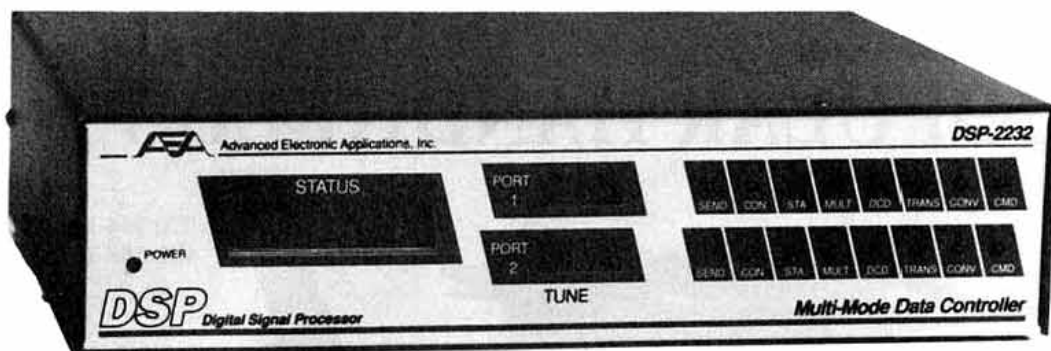 AEA Advanced Electronic Applications, Inc. DSP-2232
STATUS
PORT
1
SEND CON STA MULT DCD TRANS CONV CMD
POWER
PORT
2
SEND CON STA MULT DCD TRANS CONV CMD
TUNE
DSP Digital Signal Processor
Multi-Mode Data Controller